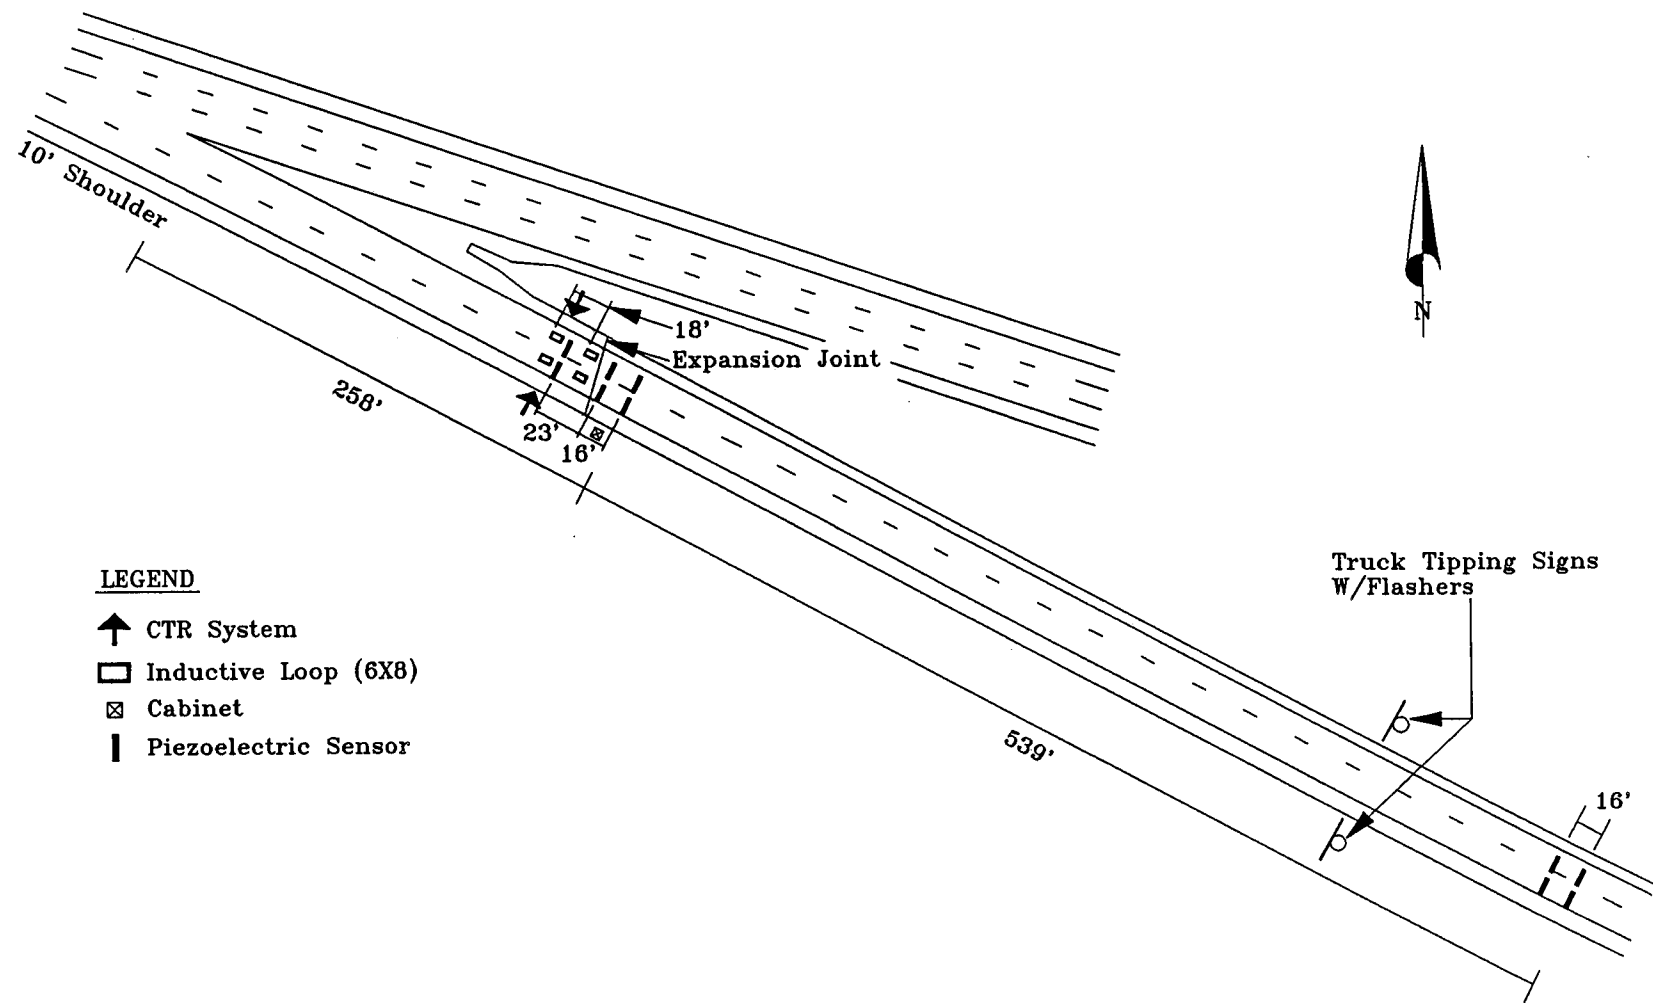 10' Shoulder
N
18'
Expansion Joint
258'
23'
16'
Truck Tipping Signs
W/Flashers
LEGEND
CTR System
Inductive Loop (6X8)
Cabinet
Piezoelectric Sensor
539'
16'